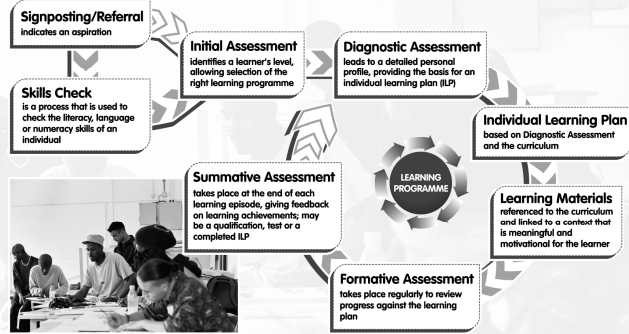 Signposting/Referral
indicates an aspiration
Skills Check
is a process that is used to
check the literacy, language
or numeracy skills of an
individual
Initial Assessment
identifies a learner's level,
allowing selection of the
right learning programme
Diagnostic Assessment
leads to a detailed personal
profile, providing the basis for an
individual learning plan (ILP)
Individual Learning Plan
based on Diagnostic Assessment
and the curriculum
Learning Materials
referenced to the curriculum
and linked to a context that
is meaningful and
motivational for the learner
Formative Assessment
takes place regularly to review
progress against the learning
plan
Summative Assessment
takes place at the end of each
learning episode, giving feedback
on learning achievements; may
be a qualification, test or a
completed ILP
LEARNING
PROGRAMME